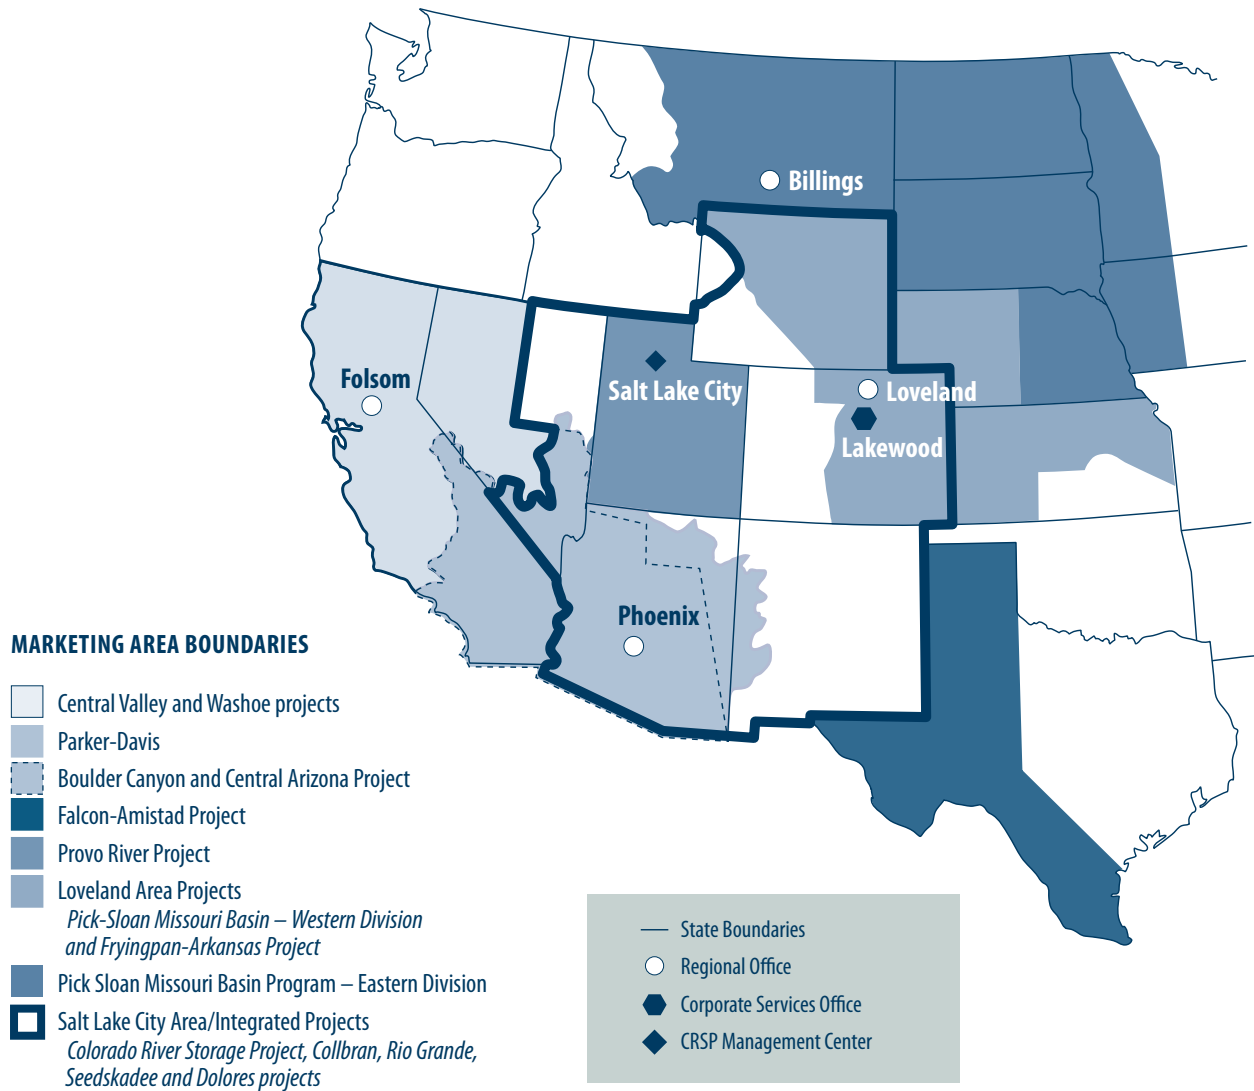 Billings
Folsom
Salt Lake City
Loveland
Lakewood
Phoenix
MARKETING AREA BOUNDARIES
Central Valley and Washoe projects
Parker-Davis
Boulder Canyon and Central Arizona Project
Falcon-Amistad Project
Provo River Project
Loveland Area Projects
Pick-Sloan Missouri Basin – Western Division
and Fryingpan-Arkansas Project
Pick Sloan Missouri Basin Program – Eastern Division
Salt Lake City Area/Integrated Projects
Colorado River Storage Project, Collbran, Rio Grande,
Seedskadee and Dolores projects
State Boundaries
Regional Office
Corporate Services Office
CRSP Management Center